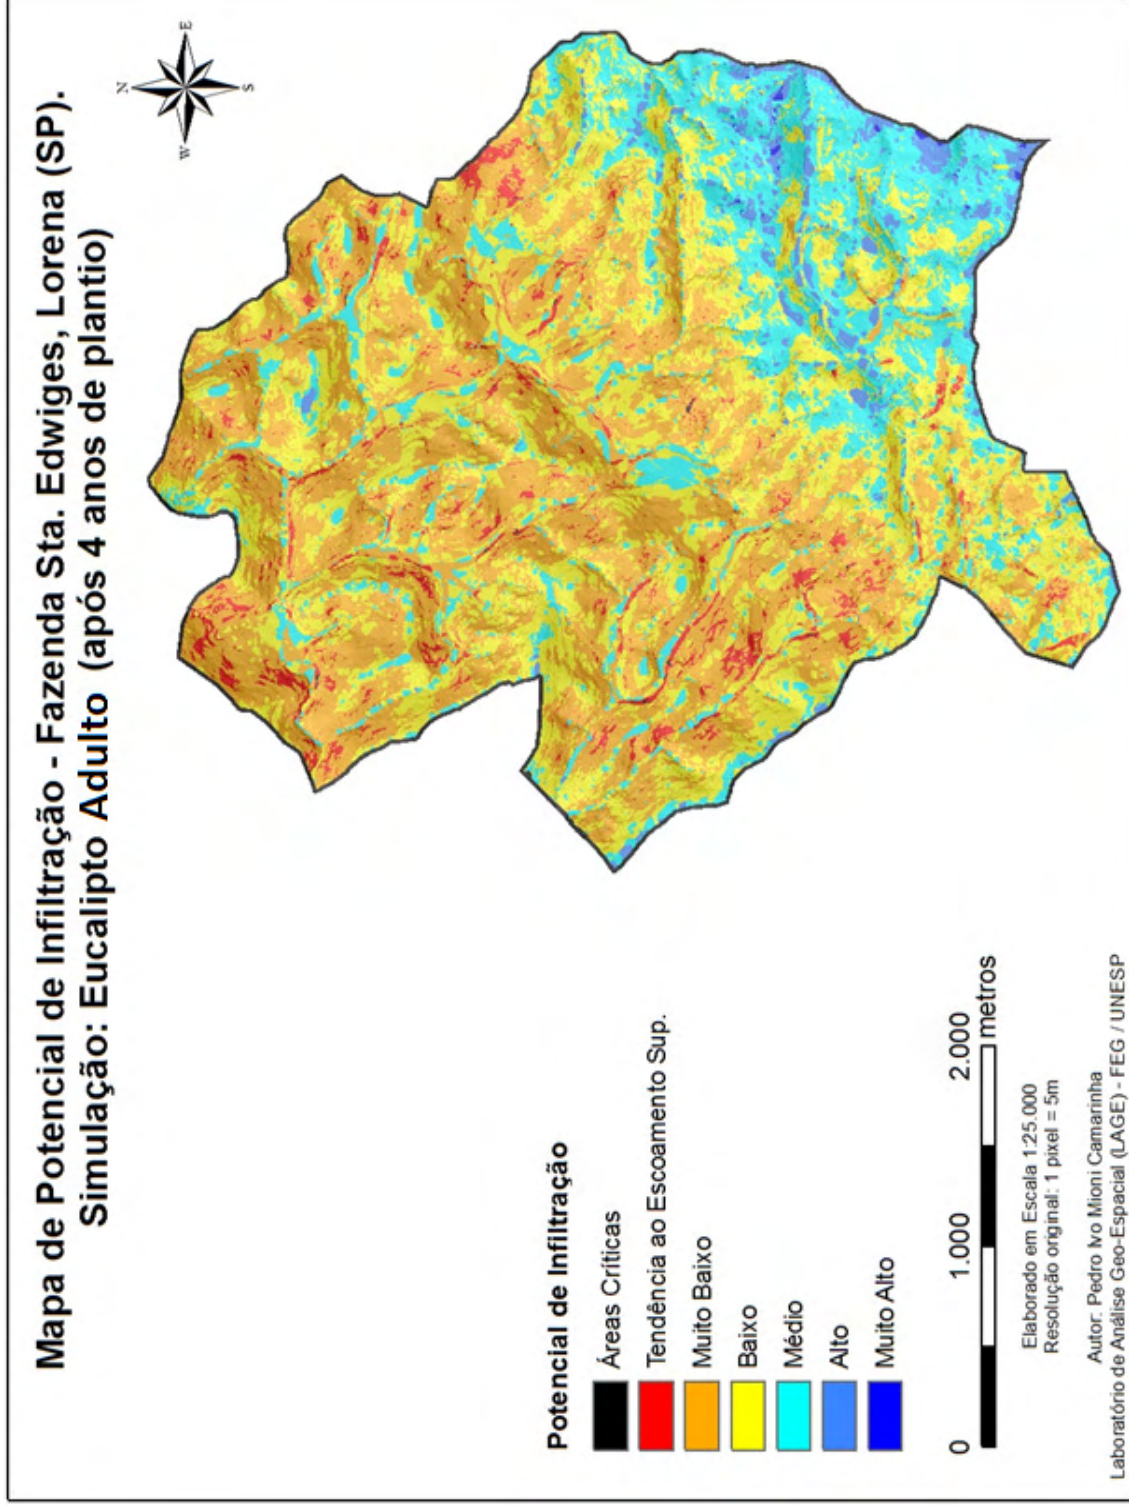 Mapa de Potencial de Infiltração - Fazenda Sta. Edwiges, Lorena (SP).
Simulação: Eucalipto Adulto (após 4 anos de plantio)
N
E
S
W
Potencial de Infiltração
Áreas Críticas
Tendência ao Escoamento Sup.
Muito Baixo
Baixo
Médio
Alto
Muito Alto
0 1.000 2.000
metros
Elaborado em Escala 1:25.000
Resolução original: 1 pixel = 5m
Autor: Pedro Ivo Mioni Camarinha
Laboratório de Análise Geo-Espacial (LAGE) - FEG / UNESP